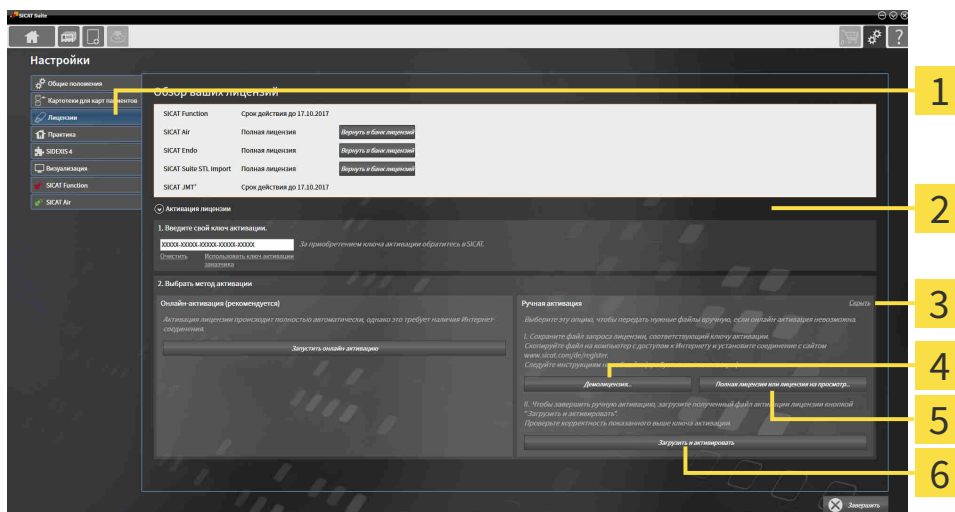 SICAT Suite
Настройки
Общие положения
Картотеки для карт пациентов
Лицензии
Практика
SIDEXIS 4
Визуализация
SICAT Function
SICAT Air
Обзор ваших лицензий
SICAT Function Срок действия до 17.10.2017
SICAT Air Полная лицензия Вернуть в банк лицензий
SICAT Endo Полная лицензия Вернуть в банк лицензий
SICAT Suite STL Import Полная лицензия Вернуть в банк лицензий
SICAT JMT+ Срок действия до 17.10.2017
Активация лицензии
1. Введите свой ключ активации.
XXXXX-XXXXX-XXXXX-XXXXX-XXXXX За приобретением ключа активации обратитесь в SICAT.
Очистить Использовать ключ активации
заказчика
2. Выбрать метод активации
Онлайн-активация (рекомендуется)
Активация лицензии происходит полностью автоматически, однако это требует наличия Интернет
соединения.
Запустить онлайн-активацию
Ручная активация Скрыть
Выберите эту опцию, чтобы передать нужные файлы вручную, если онлайн-активация невозможна.
I. Сохраните файл запроса лицензии, соответствующий ключу активации.
Скопируйте файл на компьютер с доступом к Интернету и установите соединение с сайтом
www.sicat.com/de/register.
Следуйте инструкциям
Демолицензия... Полная лицензия или лицензия на просмотр...
II. Чтобы завершить ручную активацию, загрузите полученный файл активации лицензии кнопкой
"Загрузить и активировать".
Проверьте корректность показанного выше ключа активации.
Загрузить и активировать
Завершить
1
2
3
4
5
6